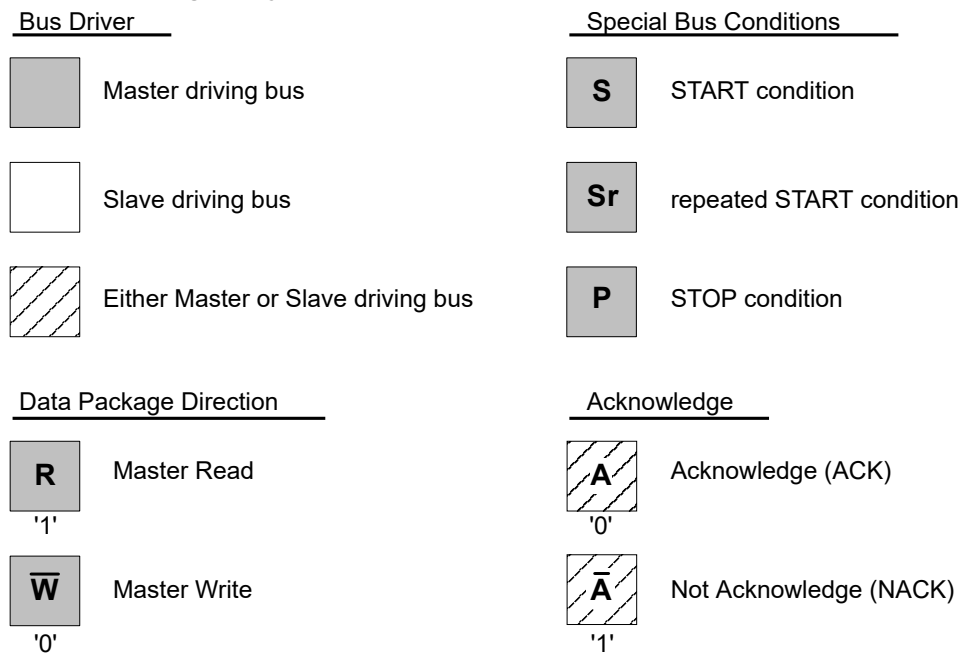 Bus Driver
Master driving bus
Slave driving bus
Either Master or Slave driving bus
Special Bus Conditions
S START condition
Sr repeated START condition
P STOP condition
Data Package Direction
R Master Read
'1'
W̅ Master Write
'0'
Acknowledge
A Acknowledge (ACK)
'0'
A̅ Not Acknowledge (NACK)
'1'